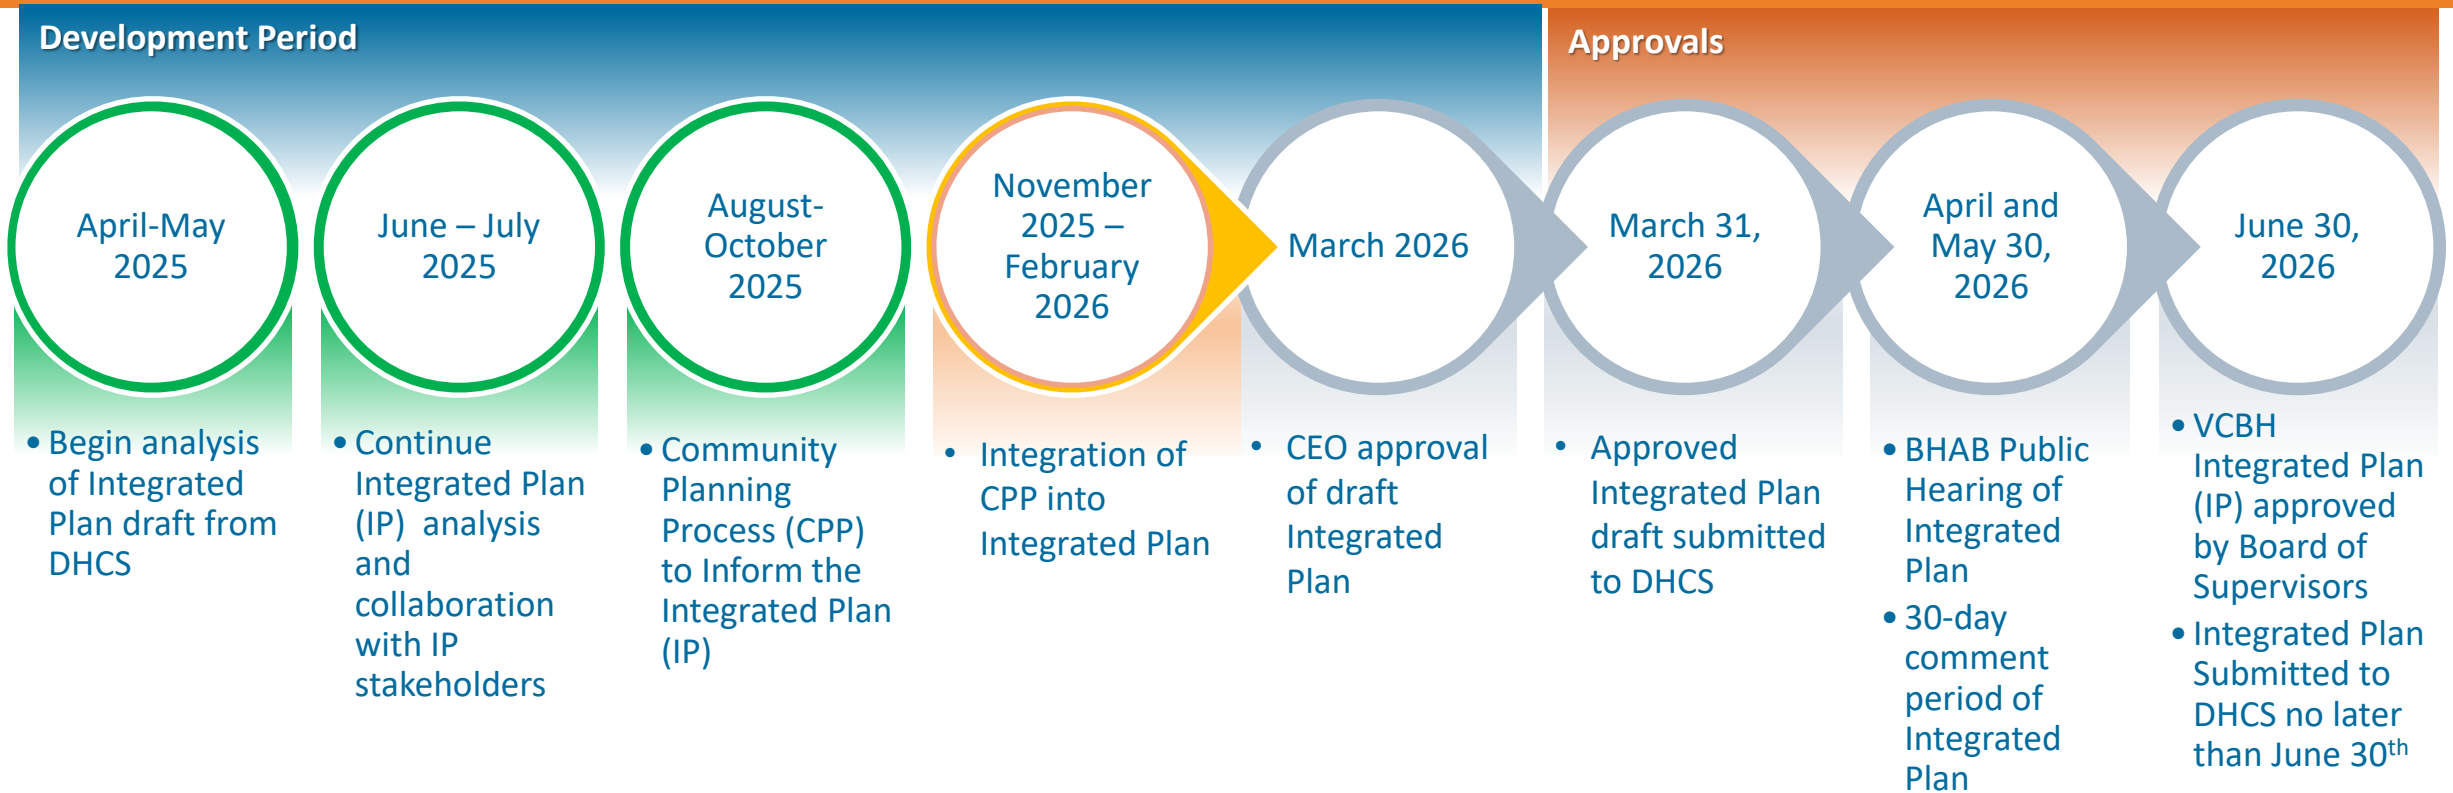 Development Period
Approvals
April-May
2025
June – July
2025
August-
October
2025
November
2025 –
February
2026
March 2026
March 31,
2026
April and
May 30,
2026
June 30,
2026
• Begin analysis
of Integrated
Plan draft from
DHCS
• Continue
Integrated Plan
(IP)  analysis
and
collaboration
with IP
stakeholders
• Community
Planning
Process (CPP)
to Inform the
Integrated Plan
(IP)
• Integration of
CPP into
Integrated Plan
• CEO approval
of draft
Integrated
Plan
• Approved
Integrated Plan
draft submitted
to DHCS
• BHAB Public
Hearing of
Integrated
Plan
• 30-day
comment
period of
Integrated
Plan
• VCBH
Integrated Plan
(IP) approved
by Board of
Supervisors
• Integrated Plan
Submitted to
DHCS no later
than June 30th